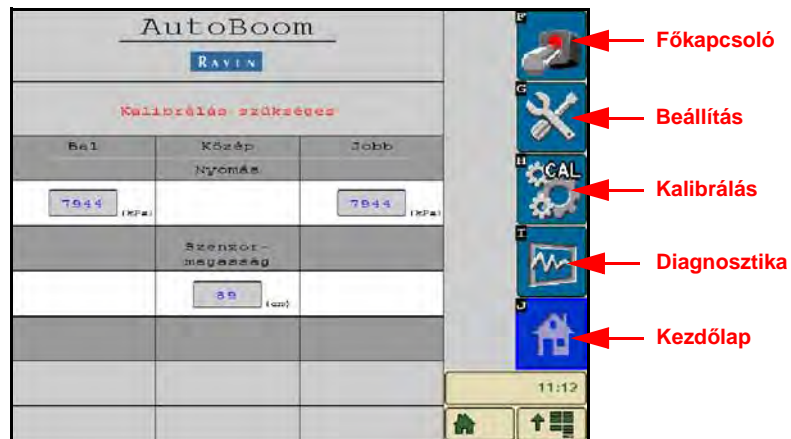 AutoBoom
RAVEN
Kalibrálás szükséges
Bal Közép Jobb
Nyomás
7944 (kPa) 7944 (kPa)
Szenzor-
magasság
89 (cm)
F
Főkapcsoló
G
Beállítás
H
CAL
Kalibrálás
I
Diagnosztika
J
Kezdőlap
11:12